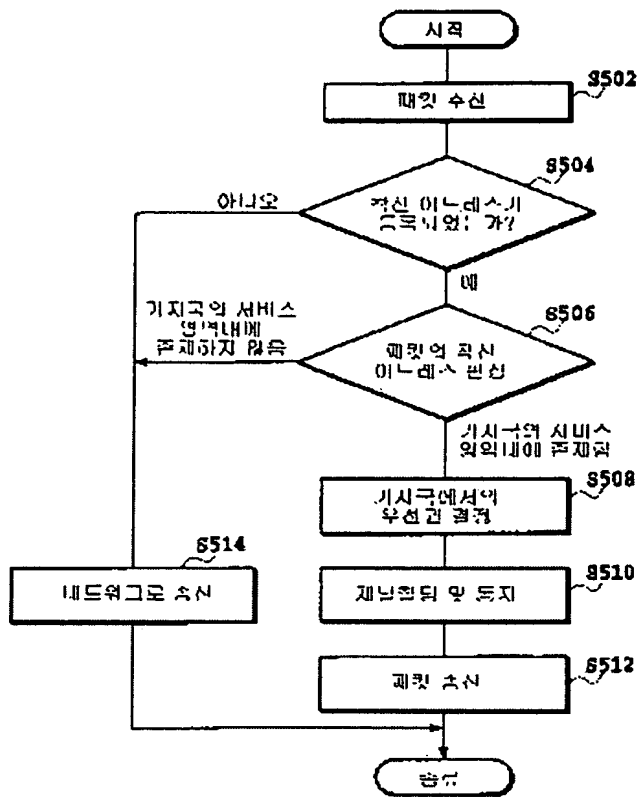 시작
S502
패킷 수신
S504
착신 어드레스가
등록되었는가?
아니오
예
S506
기지국의 서비스
영역내에
존재하지 않음
패킷의 착신
어드레스 판정
기지국의 서비스
영역내에 존재함
S508
기지국에서의
우선권 결정
S514
네트워크로 송신
S510
채널할당 및 통지
S512
패킷 송신
종료